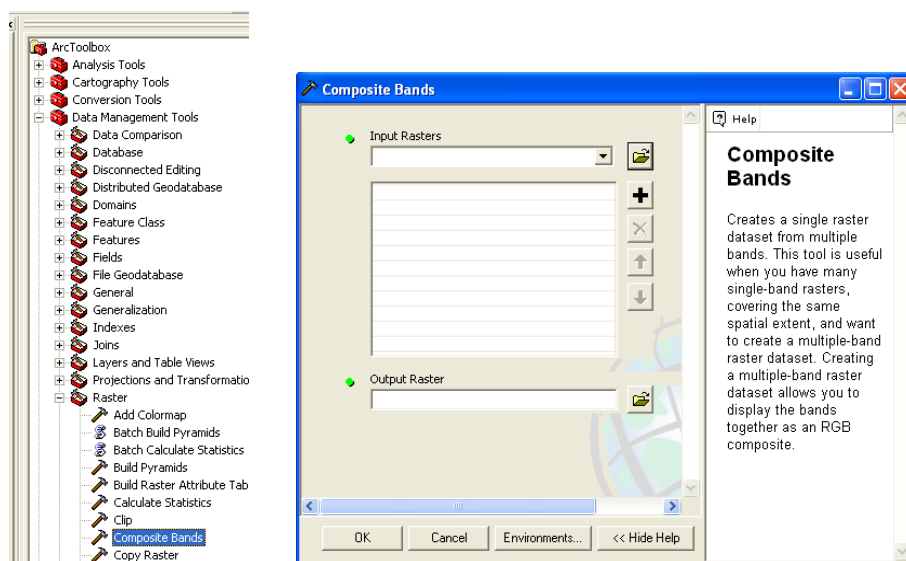 ArcToolbox
Analysis Tools
Cartography Tools
Conversion Tools
Data Management Tools
Data Comparison
Database
Disconnected Editing
Distributed Geodatabase
Domains
Feature Class
Features
Fields
File Geodatabase
General
Generalization
Indexes
Joins
Layers and Table Views
Projections and Transformatio
Raster
Add Colormap
Batch Build Pyramids
Batch Calculate Statistics
Build Pyramids
Build Raster Attribute Tab
Calculate Statistics
Clip
Composite Bands
Copy Raster
Composite Bands
Input Rasters
Output Raster
OK
Cancel
Environments...
<< Hide Help
Help
Composite
Bands
Creates a single raster
dataset from multiple
bands. This tool is useful
when you have many
single-band rasters,
covering the same
spatial extent, and want
to create a multiple-band
raster dataset. Creating
a multiple-band raster
dataset allows you to
display the bands
together as an RGB
composite.